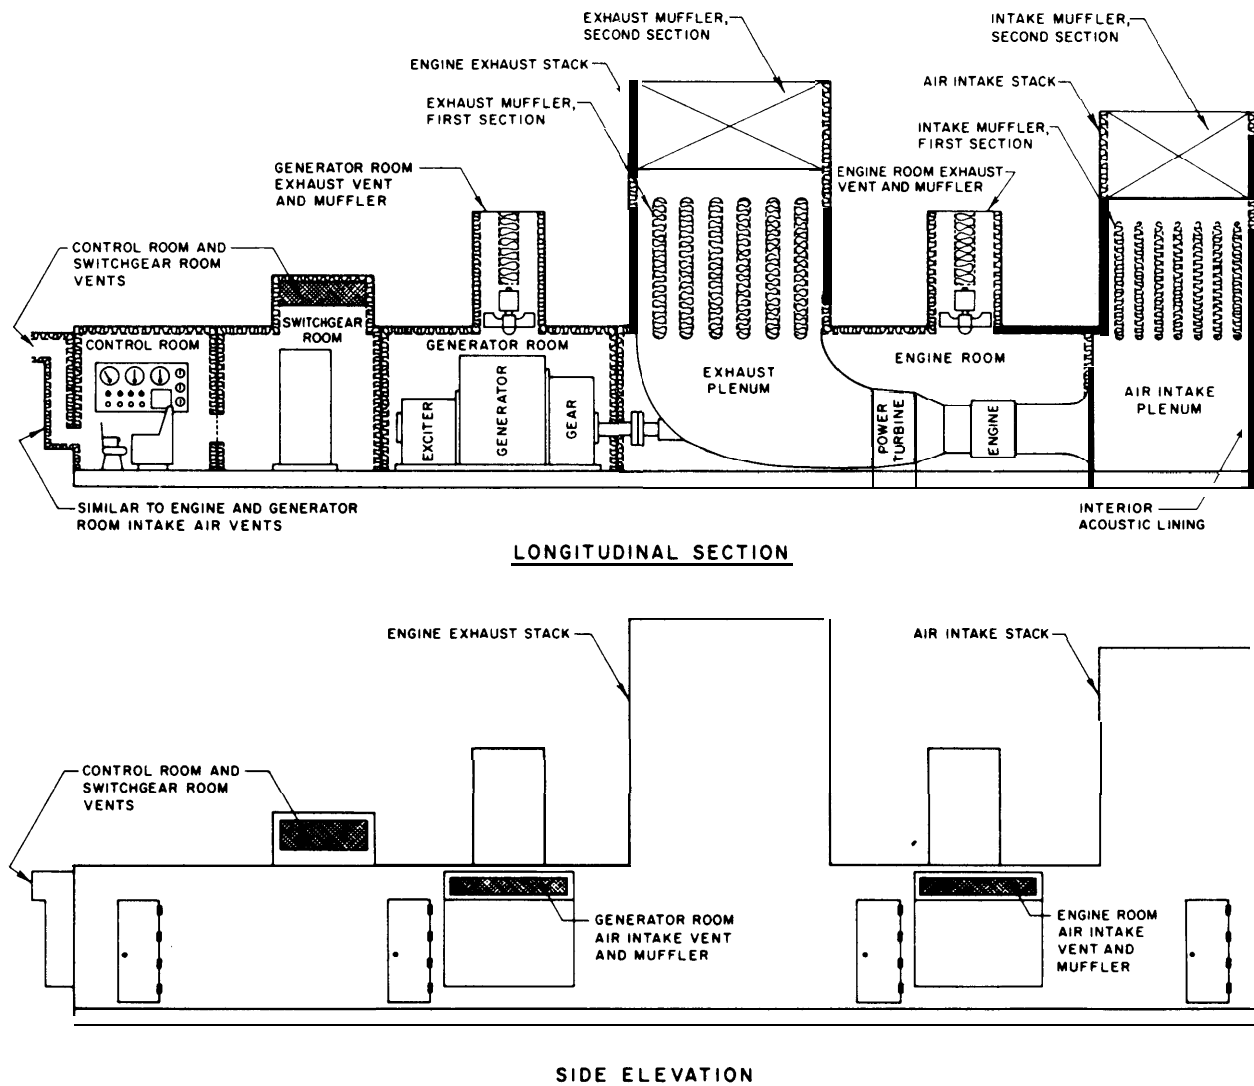 EXHAUST MUFFLER,
SECOND SECTION
INTAKE MUFFLER,
SECOND SECTION
ENGINE EXHAUST STACK
AIR INTAKE STACK
EXHAUST MUFFLER,
FIRST SECTION
INTAKE MUFFLER,
FIRST SECTION
GENERATOR ROOM
EXHAUST VENT
AND MUFFLER
ENGINE ROOM EXHAUST
VENT AND MUFFLER
CONTROL ROOM AND
SWITCHGEAR ROOM
VENTS
SWITCHGEAR
ROOM
CONTROL ROOM
GENERATOR ROOM
ENGINE ROOM
EXHAUST
PLENUM
AIR INTAKE
PLENUM
EXCITER
GENERATOR
GEAR
POWER
TURBINE
ENGINE
SIMILAR TO ENGINE AND GENERATOR
ROOM INTAKE AIR VENTS
INTERIOR
ACOUSTIC LINING
LONGITUDINAL SECTION
ENGINE EXHAUST STACK
AIR INTAKE STACK
CONTROL ROOM AND
SWITCHGEAR ROOM
VENTS
GENERATOR ROOM
AIR INTAKE VENT
AND MUFFLER
ENGINE ROOM
AIR INTAKE
VENT AND
MUFFLER
SIDE ELEVATION